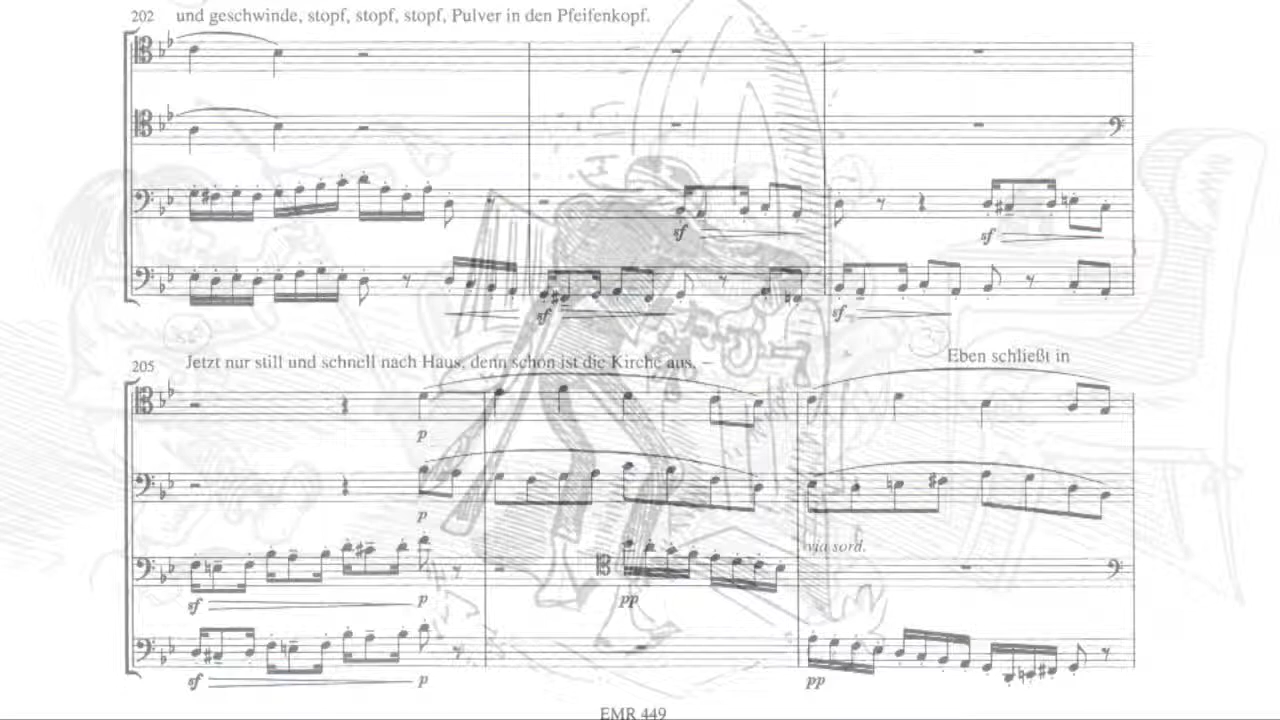 202 und geschwinde, stopf, stopf, stopf, Pulver in den Pfeifenkopf.
sf sf
sf sf
205 Jetzt nur still und schnell nach Haus, denn schon ist die Kirche aus, – Eben schließt in
p
p
via sord.
sf p pp
sf p pp
EMR 449